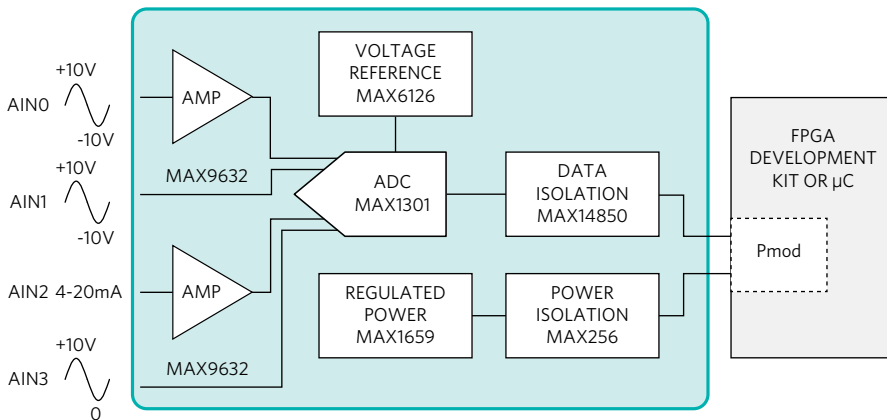 +10V
AIN0
-10V
AMP
MAX9632
VOLTAGE
REFERENCE
MAX6126
+10V
AIN1
-10V
ADC
MAX1301
DATA
ISOLATION
MAX14850
FPGA
DEVELOPMENT
KIT OR µC
Pmod
AIN2 4-20mA
AMP
MAX9632
REGULATED
POWER
MAX1659
POWER
ISOLATION
MAX256
+10V
AIN3
0